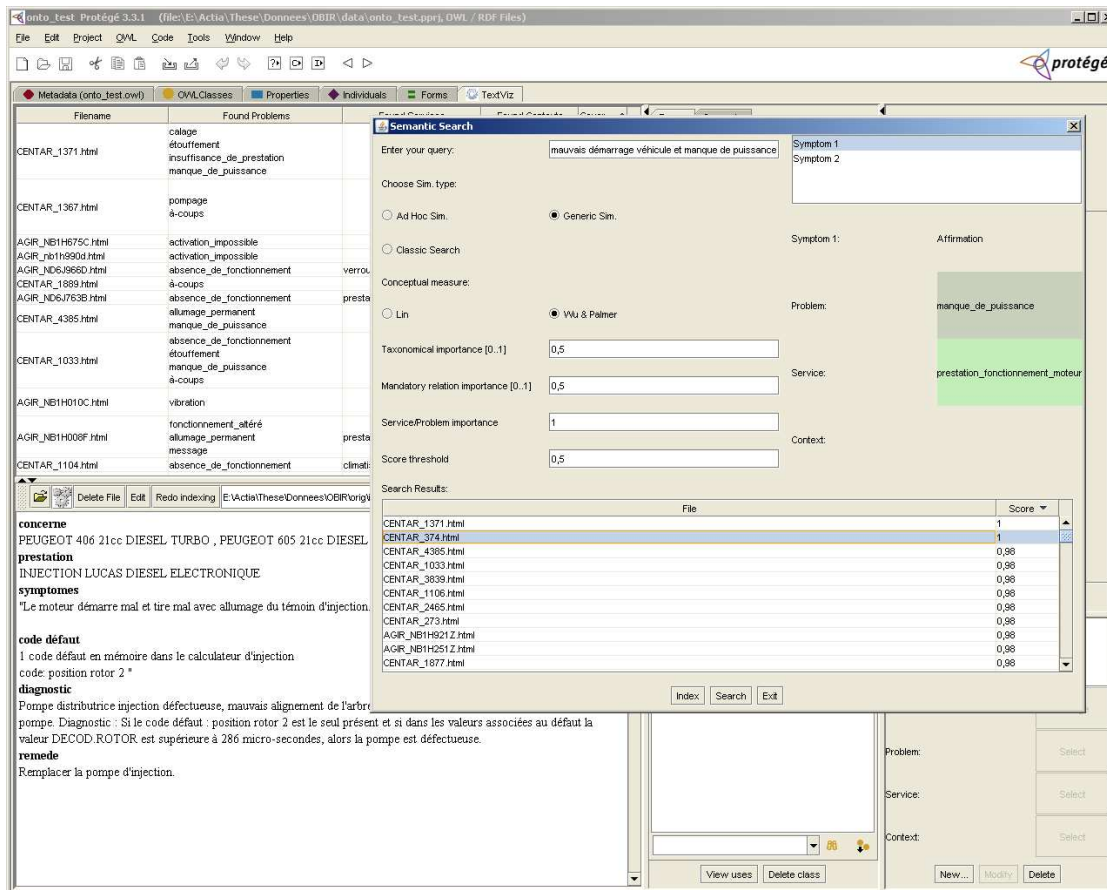 onto_test Protégé 3.3.1 (file:\E:\Actia\These\Donnees\OBIR\data\onto_test.pprj, OWL / RDF Files)
File Edit Project OWL Code Tools Window Help
protégé
Metadata (onto_test.owl) OWLClasses Properties Individuals Forms TextViz
Filename Found Problems
CENTAR_1371.html
calage
étouffement
insuffisance_de_prestation
manque_de_puissance
CENTAR_1367.html
pompage
à-coups
AGIR_NB1H675C.html activation_impossible
AGIR_nb1h990d.html activation_impossible
AGIR_ND6J966D.html absence_de_fonctionnement verrou
CENTAR_1889.html à-coups
AGIR_ND6J763B.html absence_de_fonctionnement presta
CENTAR_4385.html
allumage_permanent
manque_de_puissance
CENTAR_1033.html
absence_de_fonctionnement
étouffement
manque_de_puissance
à-coups
AGIR_NB1H010C.html vibration
AGIR_NB1H008F.html
fonctionnement_altéré
allumage_permanent presta
message
CENTAR_1104.html absence_de_fonctionnement climati
Delete File Edit Redo indexing E:\Actia\These\Donnees\OBIR\orig\
concerne
PEUGEOT 406 21cc DIESEL TURBO , PEUGEOT 605 21cc DIESEL
prestation
INJECTION LUCAS DIESEL ELECTRONIQUE
symptomes
"Le moteur démarre mal et tire mal avec allumage du témoin d'injection.
code défaut
1 code défaut en mémoire dans le calculateur d'injection
code: position rotor 2 "
diagnostic
Pompe distributrice injection défectueuse, mauvais alignement de l'arbre
pompe. Diagnostic : Si le code défaut : position rotor 2 est le seul présent et si dans les valeurs associées au défaut la
valeur DECOD.ROTOR est supérieure à 286 micro-secondes, alors la pompe est défectueuse.
remede
Remplacer la pompe d'injection.
Semantic Search
Enter your query: mauvais démarrage véhicule et manque de puissance
Symptom 1
Symptom 2
Choose Sim. type:
Ad Hoc Sim. Generic Sim.
Classic Search
Symptom 1: Affirmation
Conceptual measure:
Lin Wu & Palmer
Problem: manque_de_puissance
Taxonomical importance [0..1] 0,5
Service: prestation_fonctionnement_moteur
Mandatory relation importance [0..1] 0,5
Service/Problem importance 1
Context:
Score threshold 0,5
Search Results:
File Score
CENTAR_1371.html 1
CENTAR_374.html 1
CENTAR_4385.html 0,98
CENTAR_1033.html 0,98
CENTAR_3839.html 0,98
CENTAR_1106.html 0,98
CENTAR_2465.html 0,98
CENTAR_273.html 0,98
AGIR_NB1H921Z.html 0,98
AGIR_NB1H251Z.html 0,98
CENTAR_1877.html 0,98
Index Search Exit
Problem: Select
Service: Select
Context: Select
View uses Delete class
New... Modify Delete